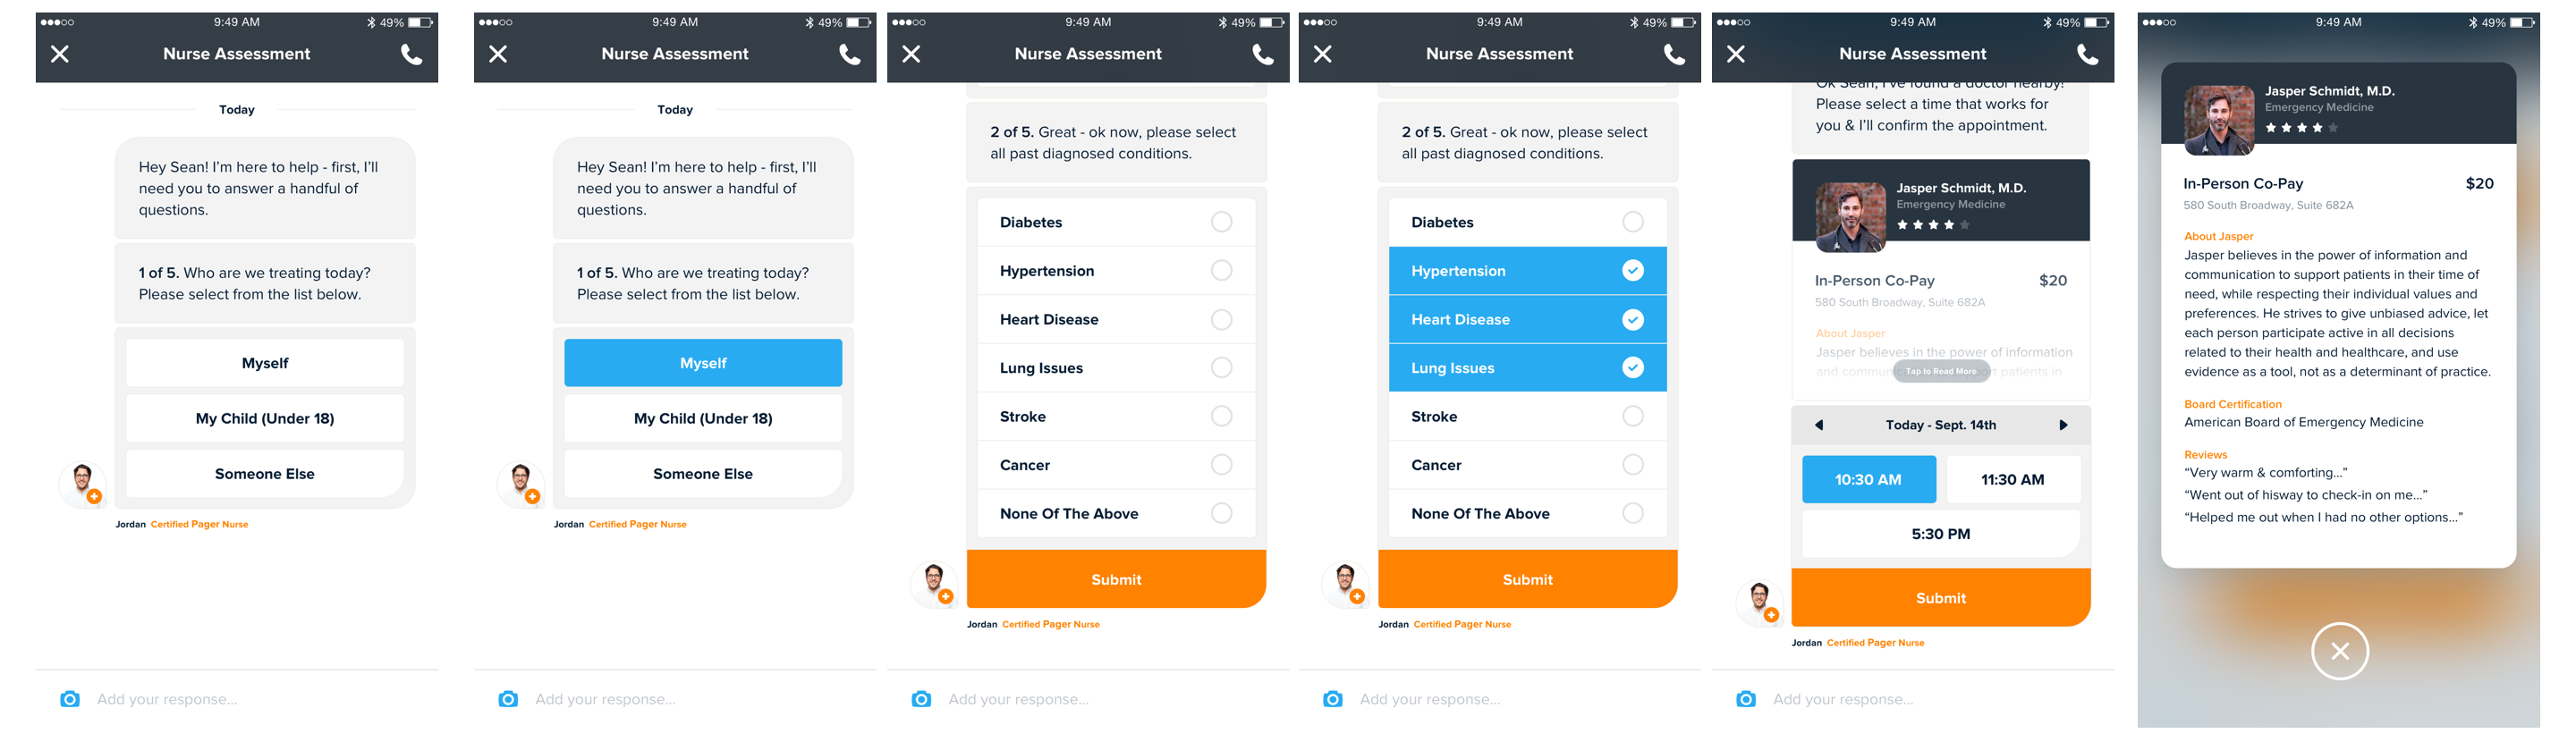 9:49 AM
49%
Nurse Assessment
Today
Hey Sean! I'm here to help - first, I'll
need you to answer a handful of
questions.
1 of 5. Who are we treating today?
Please select from the list below.
Myself
My Child (Under 18)
Someone Else
Jordan Certified Pager Nurse
Add your response...
9:49 AM
49%
Nurse Assessment
Today
Hey Sean! I'm here to help - first, I'll
need you to answer a handful of
questions.
1 of 5. Who are we treating today?
Please select from the list below.
Myself
My Child (Under 18)
Someone Else
Jordan Certified Pager Nurse
Add your response...
9:49 AM
49%
Nurse Assessment
2 of 5. Great - ok now, please select
all past diagnosed conditions.
Diabetes
Hypertension
Heart Disease
Lung Issues
Stroke
Cancer
None Of The Above
Submit
Jordan Certified Pager Nurse
Add your response...
9:49 AM
49%
Nurse Assessment
2 of 5. Great - ok now, please select
all past diagnosed conditions.
Diabetes
Hypertension
Heart Disease
Lung Issues
Stroke
Cancer
None Of The Above
Submit
Jordan Certified Pager Nurse
Add your response...
9:49 AM
49%
Nurse Assessment
Ok Sean, I've found a doctor nearby!
Please select a time that works for
you & I'll confirm the appointment.
Jasper Schmidt, M.D.
Emergency Medicine
In-Person Co-Pay $20
580 South Broadway, Suite 682A
About Jasper
Jasper believes in the power of information
and commun t patients in
Tap to Read More
Today - Sept. 14th
10:30 AM
11:30 AM
5:30 PM
Submit
Jordan Certified Pager Nurse
Add your response...
9:49 AM
49%
Jasper Schmidt, M.D.
Emergency Medicine
In-Person Co-Pay $20
580 South Broadway, Suite 682A
About Jasper
Jasper believes in the power of information and
communication to support patients in their time of
need, while respecting their individual values and
preferences. He strives to give unbiased advice, let
each person participate active in all decisions
related to their health and healthcare, and use
evidence as a tool, not as a determinant of practice.
Board Certification
American Board of Emergency Medicine
Reviews
“Very warm & comforting...”
“Went out of hisway to check-in on me...”
“Helped me out when I had no other options...”